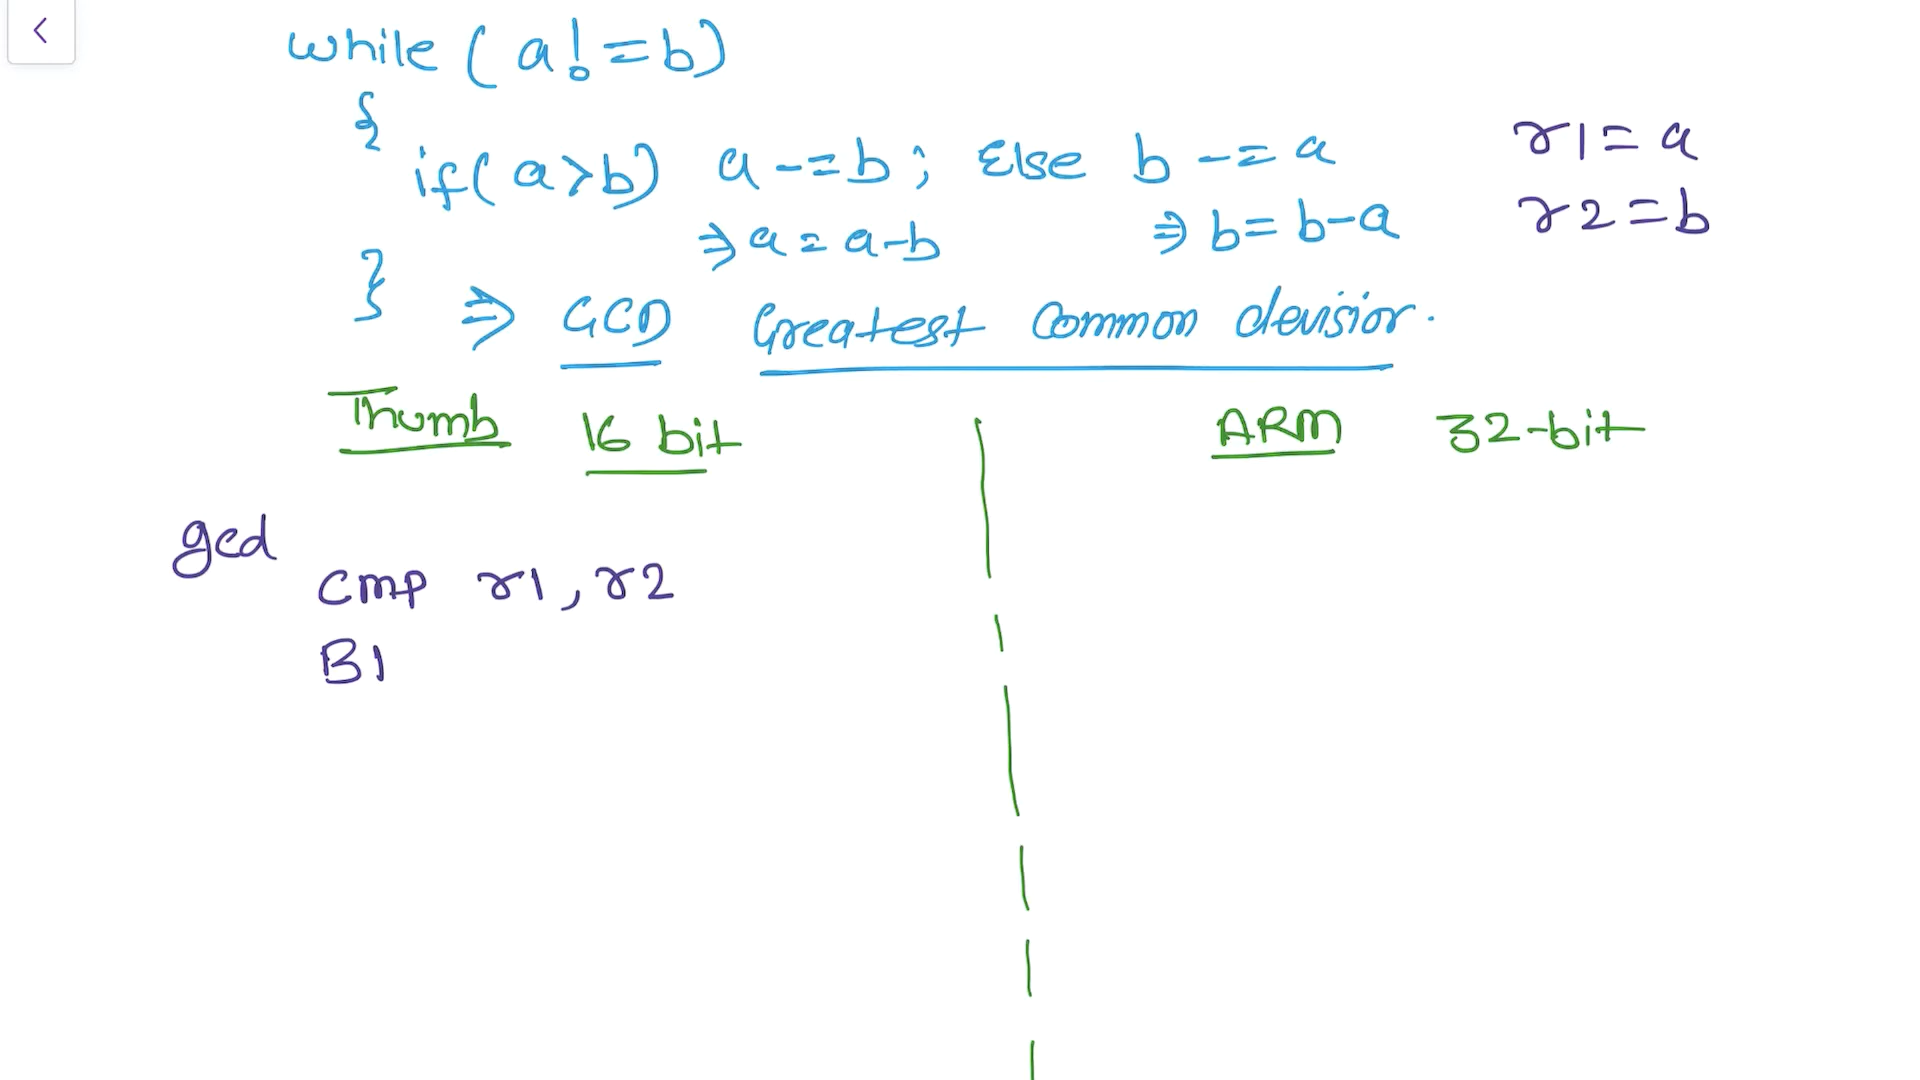 while ( a!=b)
{
if( a>b) a -=b ; Else b -= a
⇒ a = a-b ⇒ b= b-a
} ⇒ GCD Greatest Common devisior.
r1 = a
r2 = b
Thumb 16 bit
ARM 32-bit
gcd
cmp r1, r2
B1